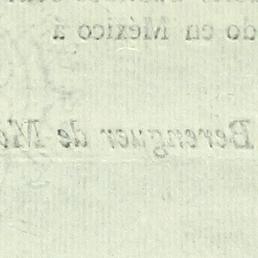 do en México á
Berenguer de